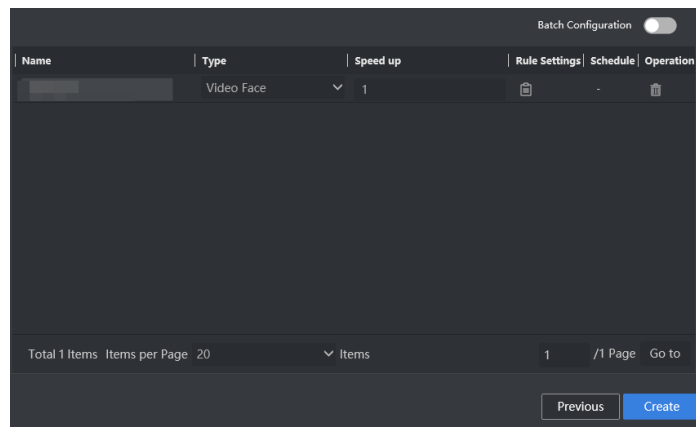 Batch Configuration
Name Type Speed up Rule Settings Schedule Operation
Video Face 1 -
Total 1 Items Items per Page 20 Items 1 /1 Page Go to
Previous Create